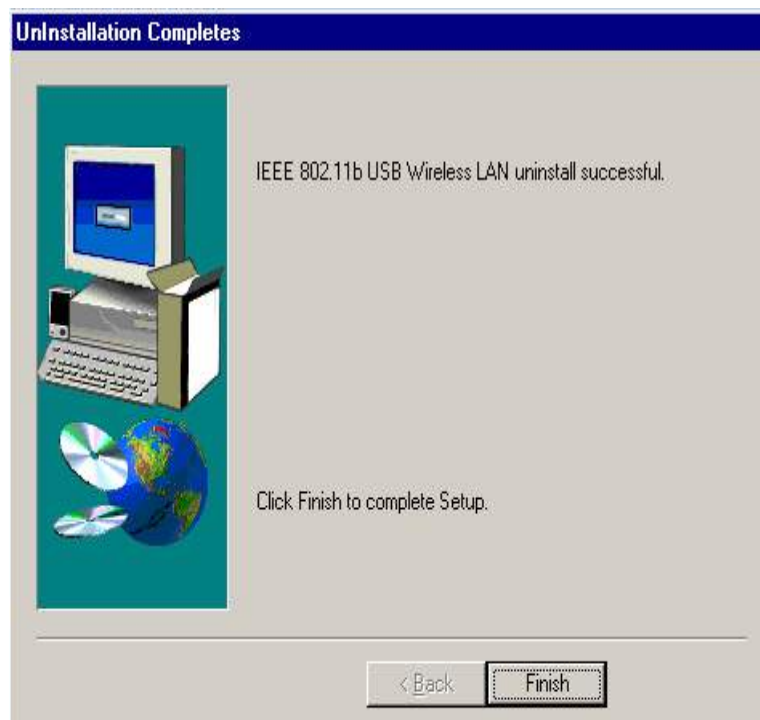 UnInstallation Completes
IEEE 802.11b USB Wireless LAN uninstall successful.
Click Finish to complete Setup.
< Back
Finish